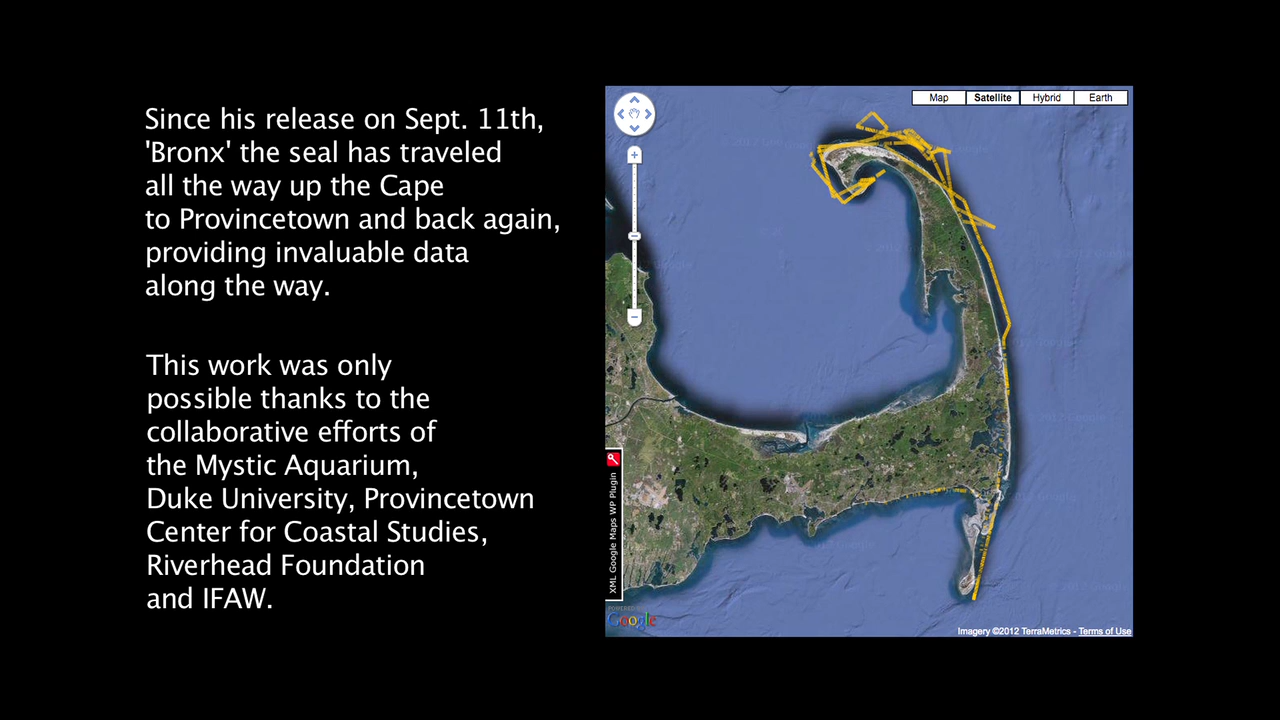 Since his release on Sept. 11th,
'Bronx' the seal has traveled
all the way up the Cape
to Provincetown and back again,
providing invaluable data
along the way.
This work was only
possible thanks to the
collaborative efforts of
the Mystic Aquarium,
Duke University, Provincetown
Center for Coastal Studies,
Riverhead Foundation
and IFAW.
Map
Satellite
Hybrid
Earth
XML Google Maps WP Plugin
POWERED BY
Google
Imagery ©2012 TerraMetrics - Terms of Use